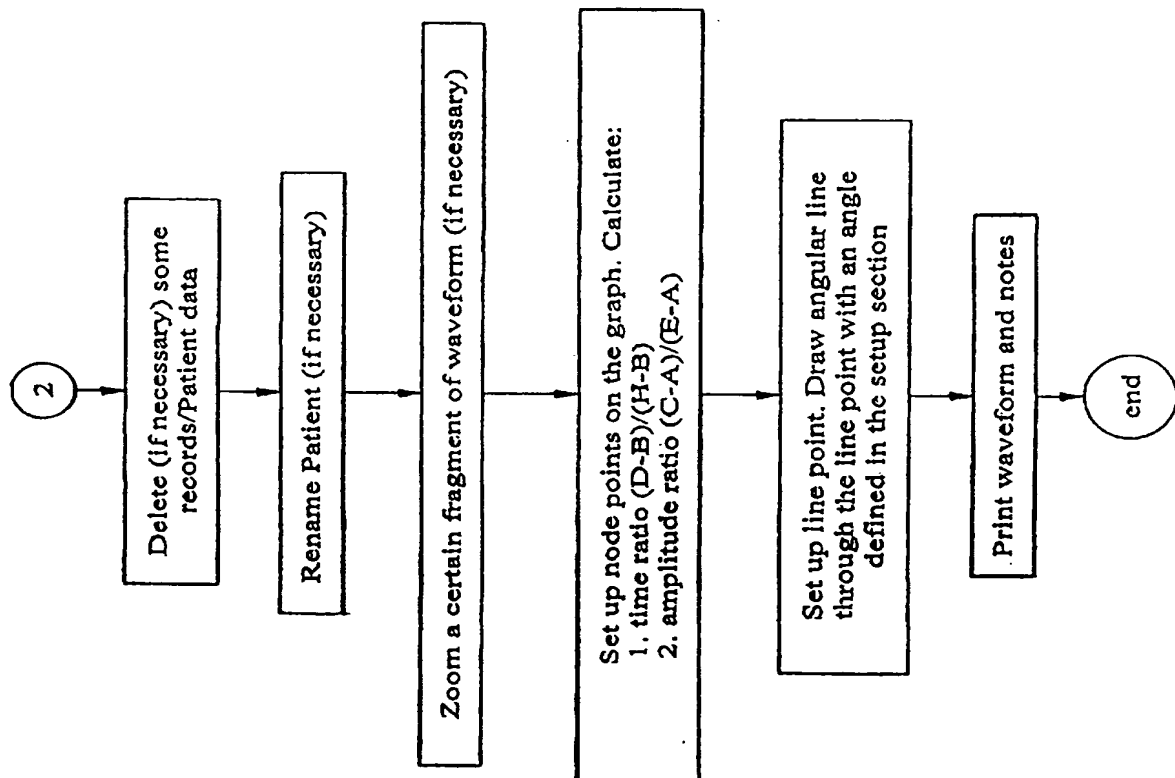 2
Delete (if necessary) some
records/Patient data
Rename Patient (if necessary)
Zoom a certain fragment of waveform (if necessary)
Set up node points on the graph. Calculate:
1. time ratio (D-B)/(H-B)
2. amplitude ratio (C-A)/(E-A)
Set up line point. Draw angular line
through the line point with an angle
defined in the setup section
Print waveform and notes
end